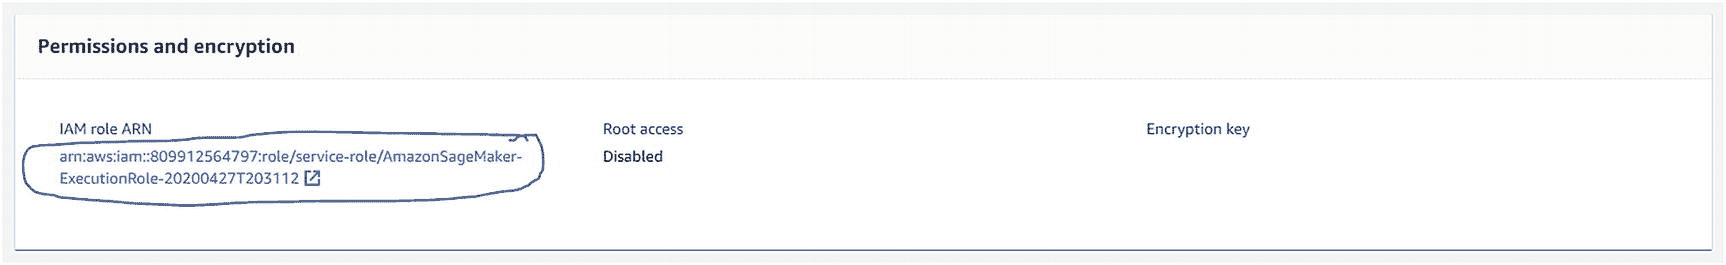 Permissions and encryption
IAM role ARN
arn:aws:iam::809912564797:role/service-role/AmazonSageMaker-
ExecutionRole-20200427T203112
Root access
Disabled
Encryption key